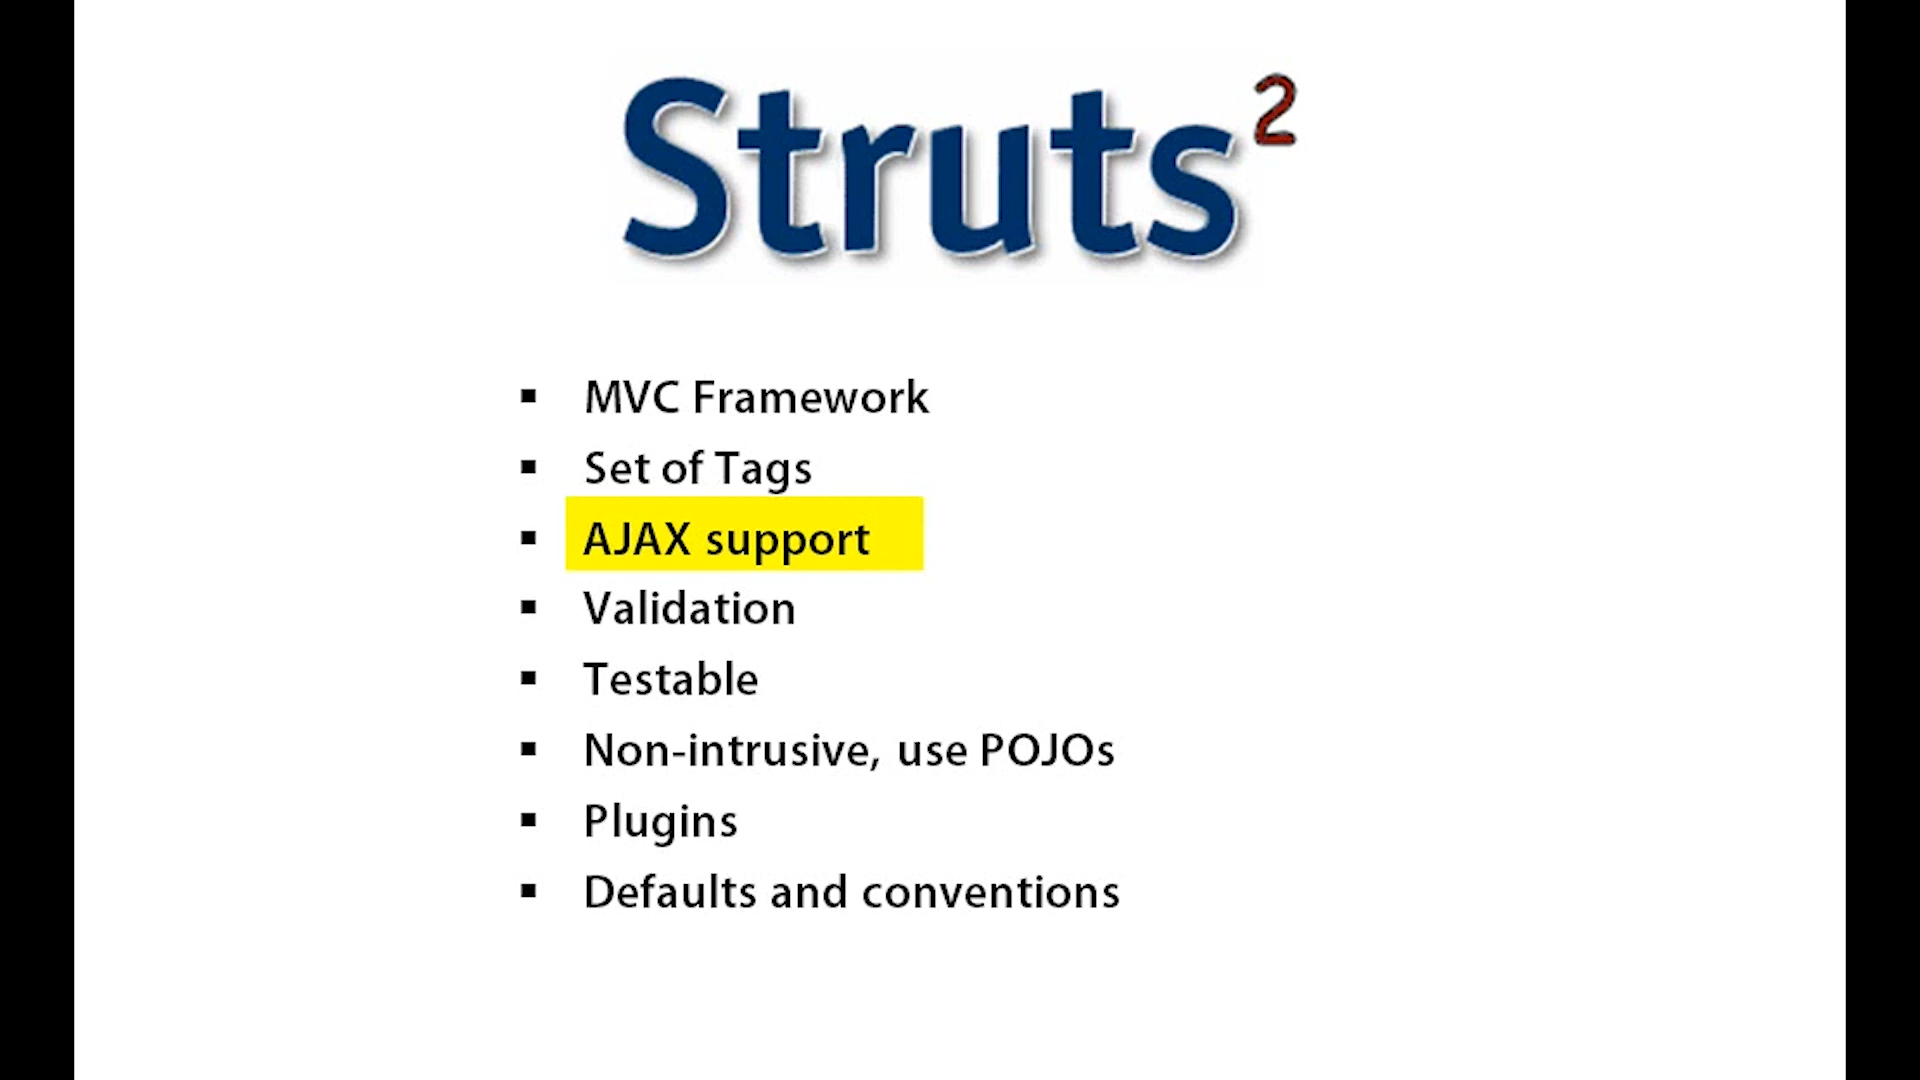 Struts2
▪ MVC Framework
▪ Set of Tags
▪ AJAX support
▪ Validation
▪ Testable
▪ Non-intrusive, use POJOs
▪ Plugins
▪ Defaults and conventions